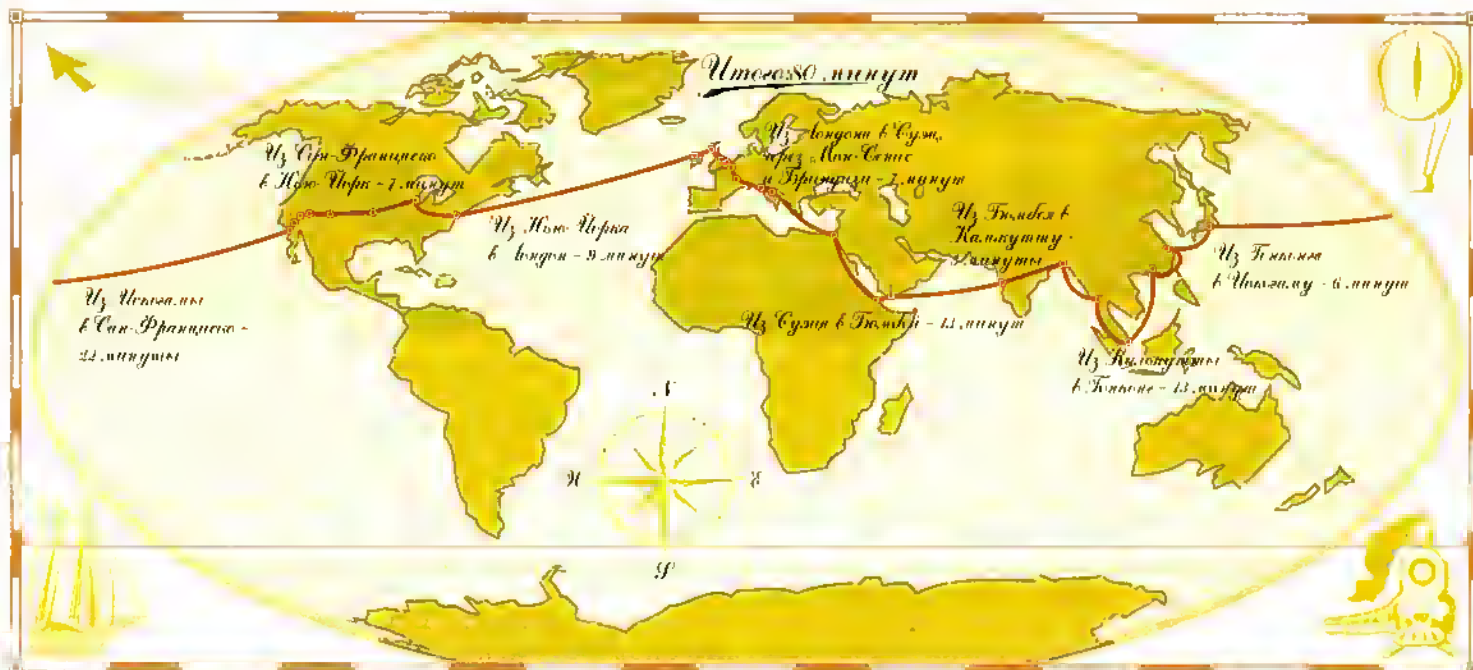 Итого: 80 минут
Из Сан-Франциско
в Нью-Йорк - 7 минут
Из Лондона в Суэц
через Мон-Сенис
и Бриндизи - 7 минут
Из Нью-Йорка
в Лондон - 9 минут
Из Бомбея в
Калькутту -
минуты
Из Гонконга
в Иокогаму - 6 минут
Из Иокогамы
в Сан-Франциско -
22 минуты
Из Суэца в Бомбей - 13 минут
Из Калькутты
в Гонконг - 13 минут
N
E
S